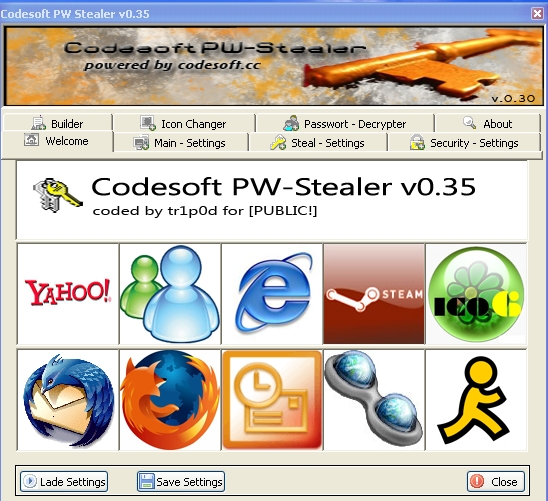 Codesoft PW Stealer v0.35
Codesoft PW-Stealer
powered by codesoft.cc
v.0.30
Builder
Icon Changer
Passwort - Decrypter
About
Welcome
Main - Settings
Steal - Settings
Security - Settings
Codesoft PW-Stealer v0.35
coded by tr1p0d for [PUBLIC!]
YAHOO!
STEAM
ICQ6
Lade Settings
Save Settings
Close